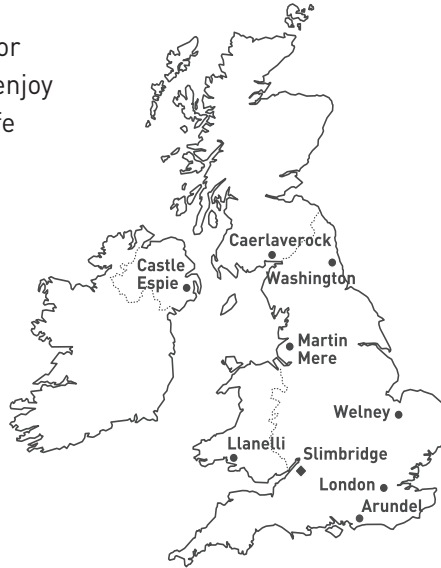 or
enjoy
fe
Caerlaverock
Washington
Castle
Espie
Martin
Mere
Welney
Llanelli
Slimbridge
London
Arundel